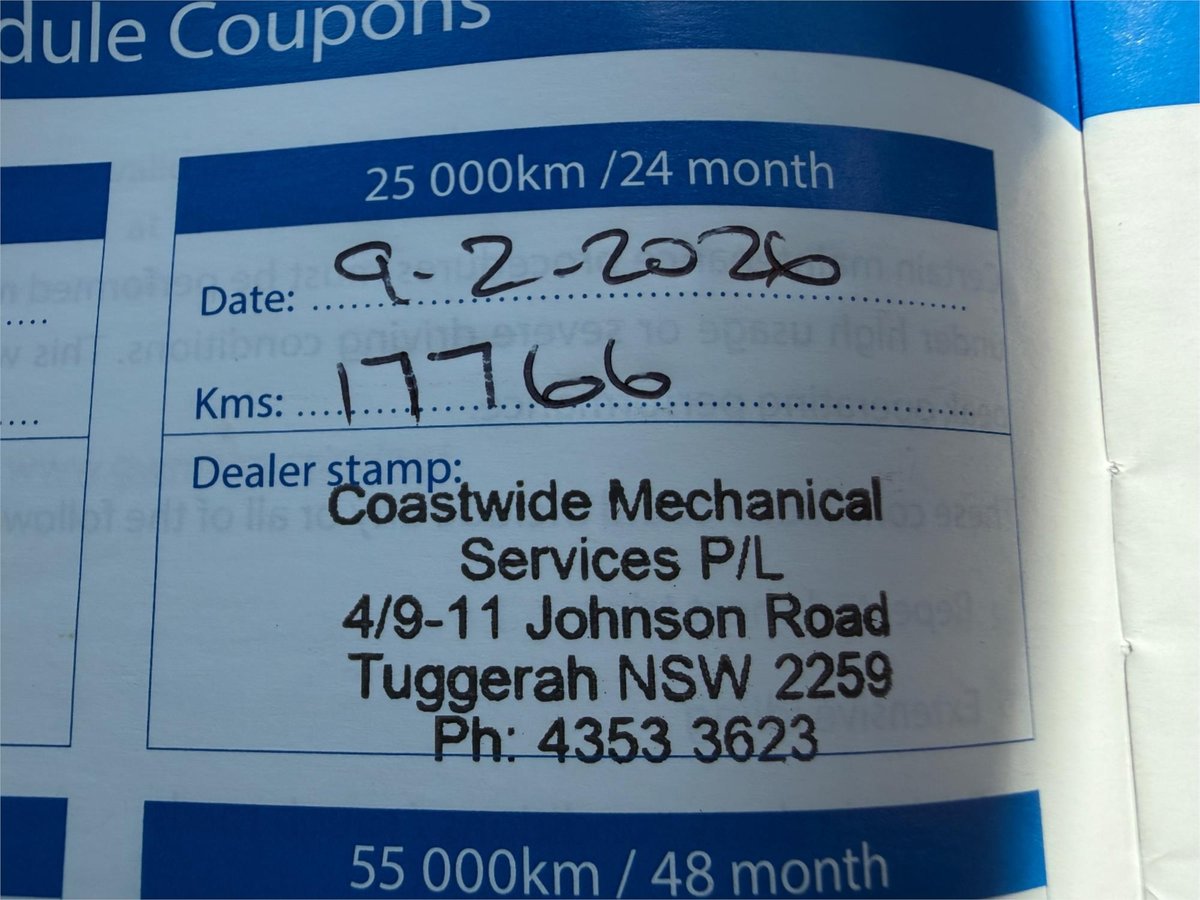 dule Coupons
25 000km /24 month
Date: 9-2-2026
Kms: 17766
Dealer stamp:
Coastwide Mechanical
Services P/L
4/9-11 Johnson Road
Tuggerah NSW 2259
Ph: 4353 3623
55 000km / 48 month